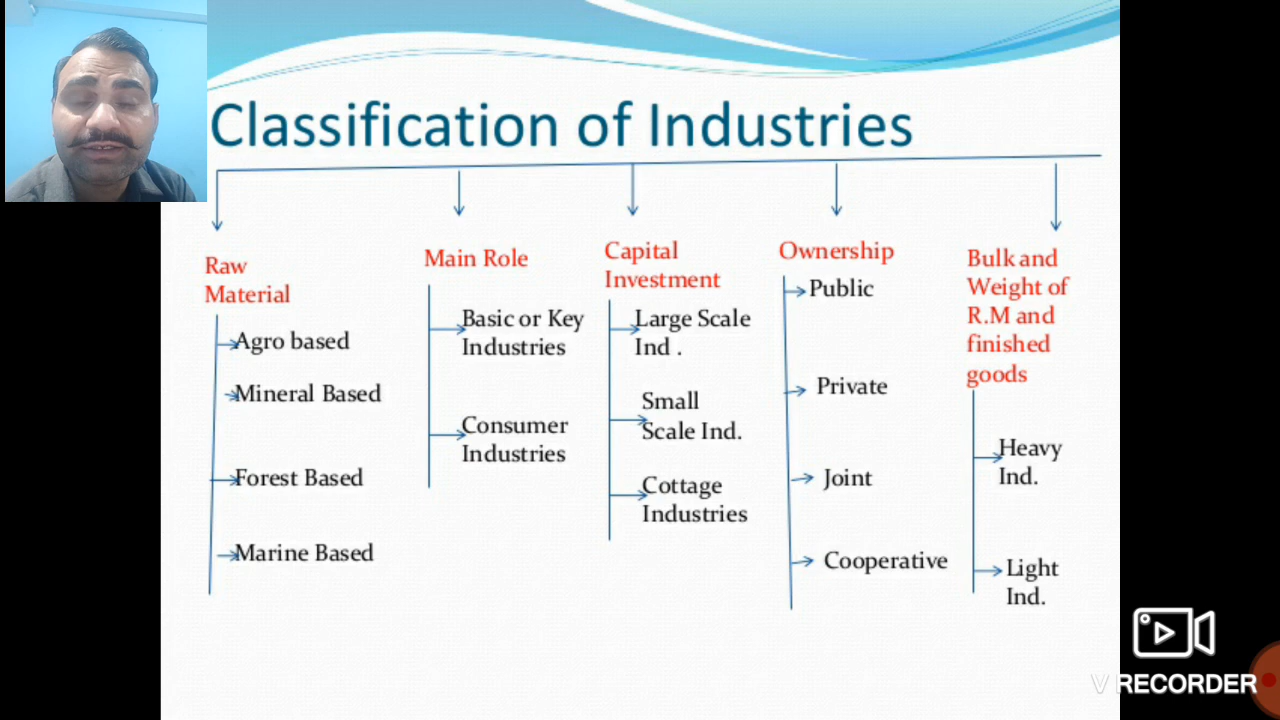 Classification of Industries
Raw
Material
Agro based
Mineral Based
Forest Based
Marine Based
Main Role
Basic or Key
Industries
Consumer
Industries
Capital
Investment
Large Scale
Ind .
Small
Scale Ind.
Cottage
Industries
Ownership
Public
Private
Joint
Cooperative
Bulk and
Weight of
R.M and
finished
goods
Heavy
Ind.
Light
Ind.
V RECORDER